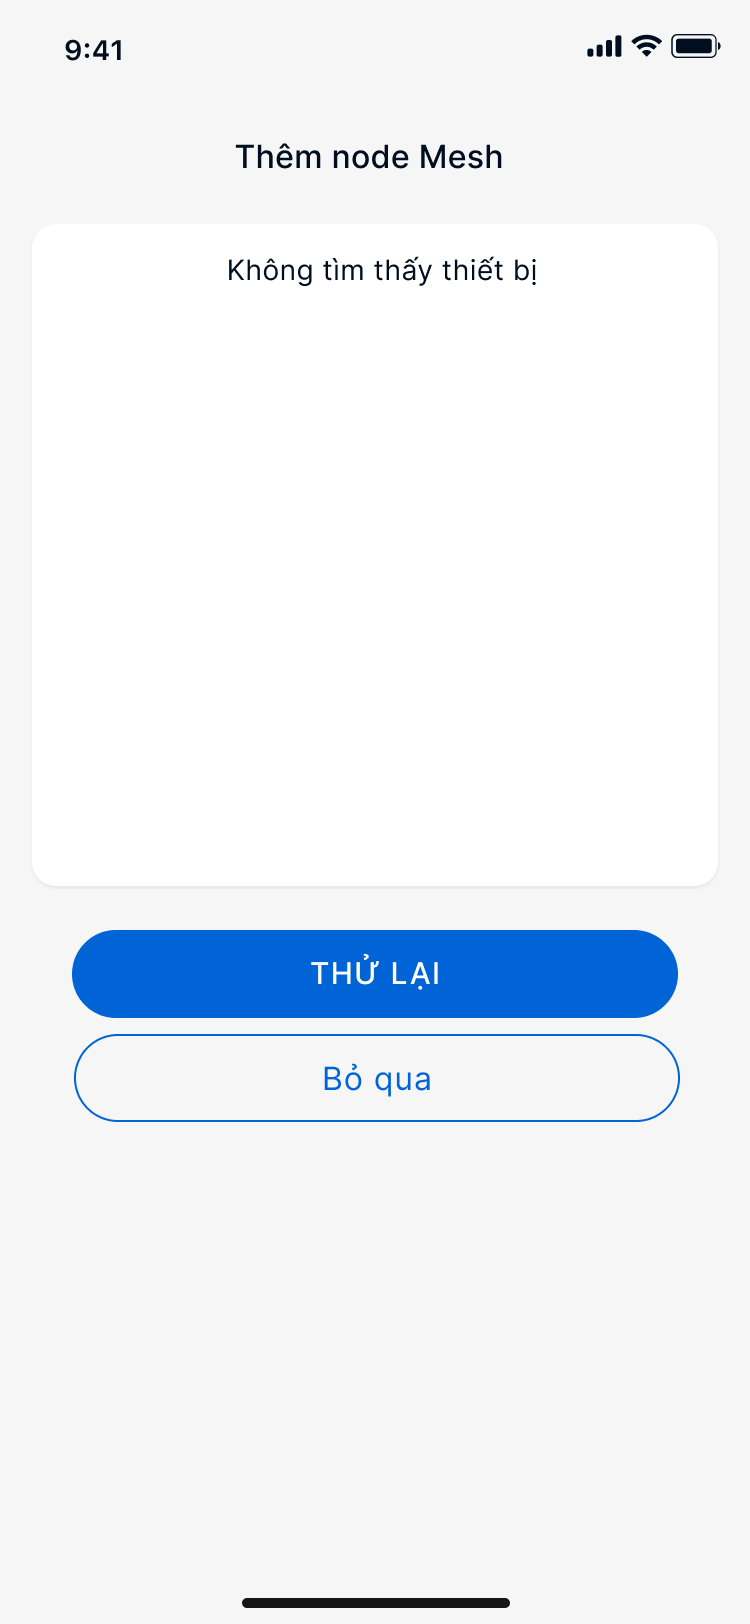 9:41
Thêm node Mesh
Không tìm thấy thiết bị
THỬ LẠI
Bỏ qua